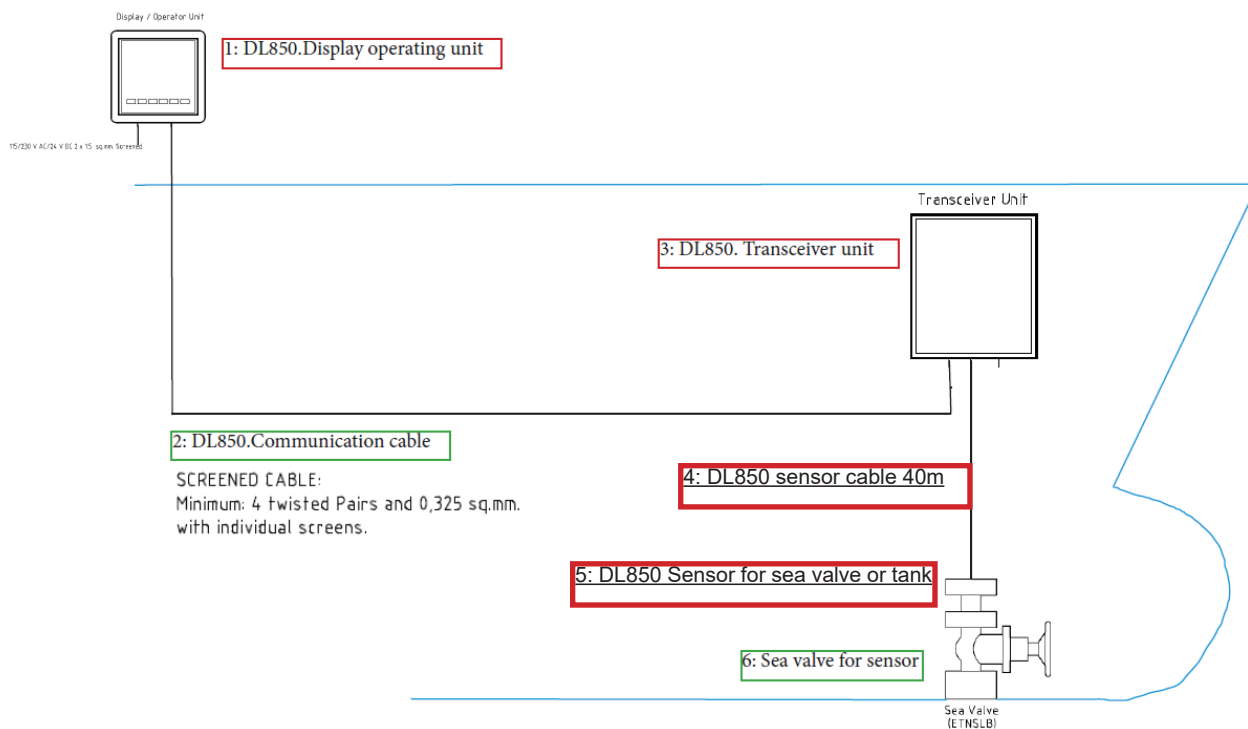 Display / Operator Unit
1: DL850.Display operating unit
115/230 V AC/24 V DC 2 x 15 sq.mm. Screened
Transceiver Unit
3: DL850. Transceiver unit
2: DL850.Communication cable
SCREENED CABLE:
Minimum: 4 twisted Pairs and 0,325 sq.mm.
with individual screens.
4: DL850 sensor cable 40m
5: DL850 Sensor for sea valve or tank
6: Sea valve for sensor
Sea Valve
(ETNSLB)